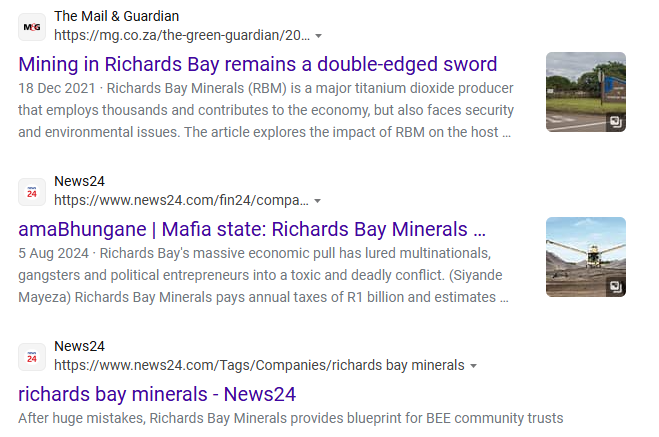 M&G
The Mail & Guardian
https://mg.co.za/the-green-guardian/20...
Mining in Richards Bay remains a double-edged sword
18 Dec 2021 · Richards Bay Minerals (RBM) is a major titanium dioxide producer
that employs thousands and contributes to the economy, but also faces security
and environmental issues. The article explores the impact of RBM on the host ...
news
24
News24
https://www.news24.com/fin24/compa...
amaBhungane | Mafia state: Richards Bay Minerals ...
5 Aug 2024 · Richards Bay's massive economic pull has lured multinationals,
gangsters and political entrepreneurs into a toxic and deadly conflict. (Siyande
Mayeza) Richards Bay Minerals pays annual taxes of R1 billion and estimates ...
news
24
News24
https://www.news24.com/Tags/Companies/richards bay minerals
richards bay minerals - News24
After huge mistakes, Richards Bay Minerals provides blueprint for BEE community trusts